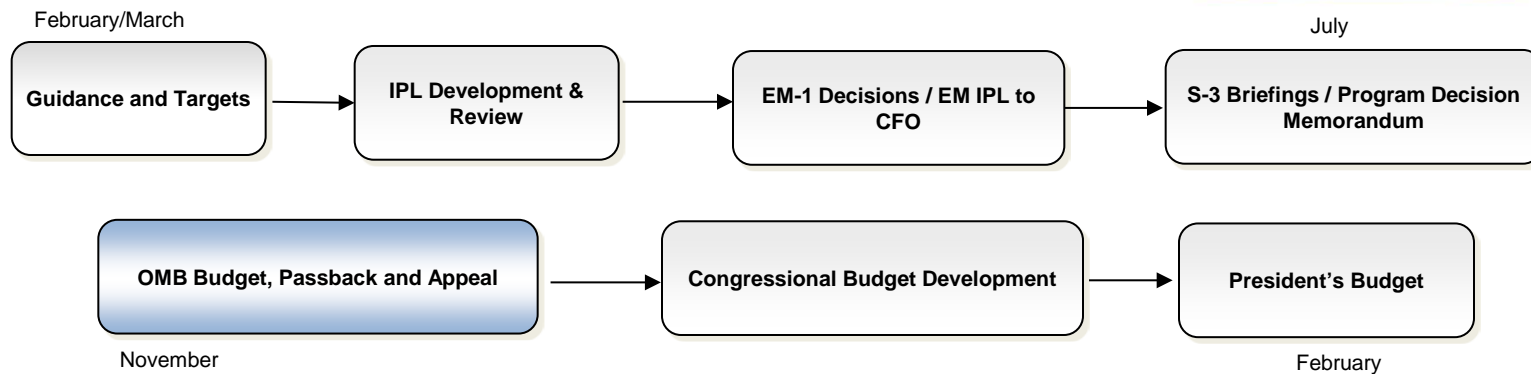 February/March
July
Guidance and Targets
IPL Development &
Review
EM-1 Decisions / EM IPL to
CFO
S-3 Briefings / Program Decision
Memorandum
OMB Budget, Passback and Appeal
Congressional Budget Development
President’s Budget
November
February